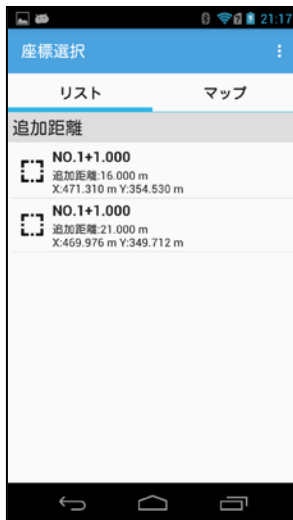 21:17
座標選択
リスト マップ
追加距離
NO.1+1.000
追加距離:16.000 m
X:471.310 m Y:354.530 m
NO.1+1.000
追加距離:21.000 m
X:469.976 m Y:349.712 m